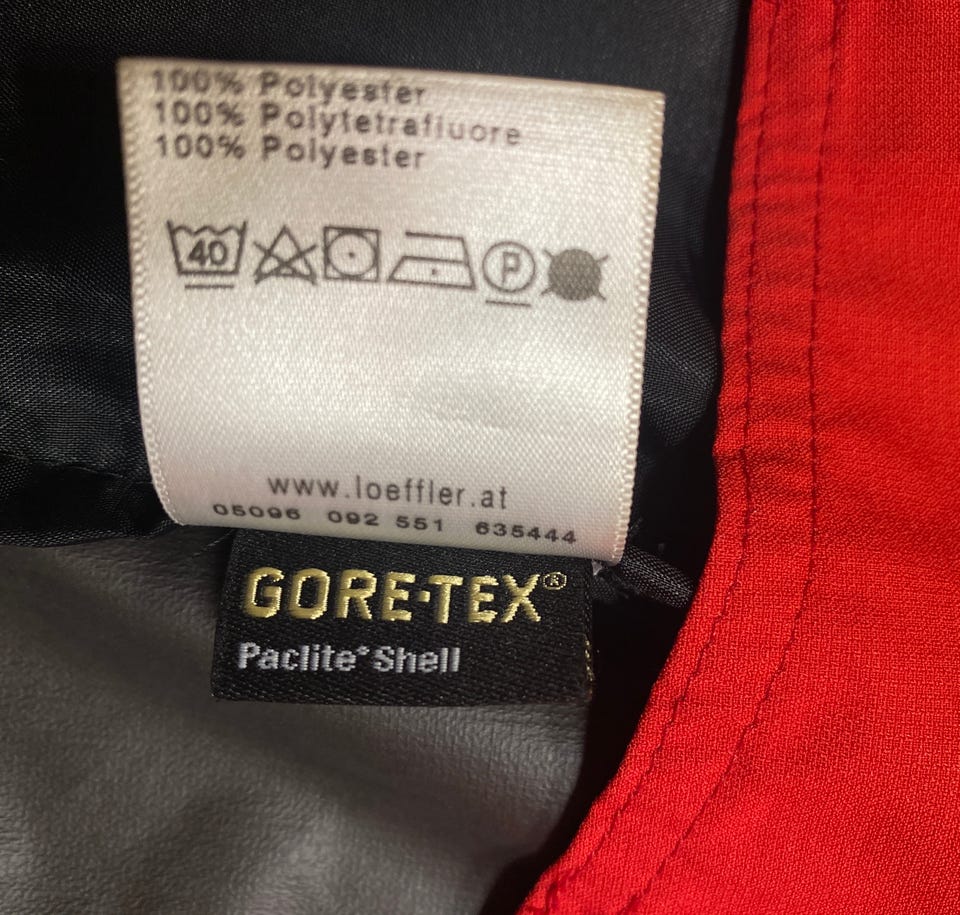 100% Polyester
100% Polytetrafluore
100% Polyester
40 P
www.loeffler.at
05096 092 551 635444
GORE-TEX®
Paclite® Shell